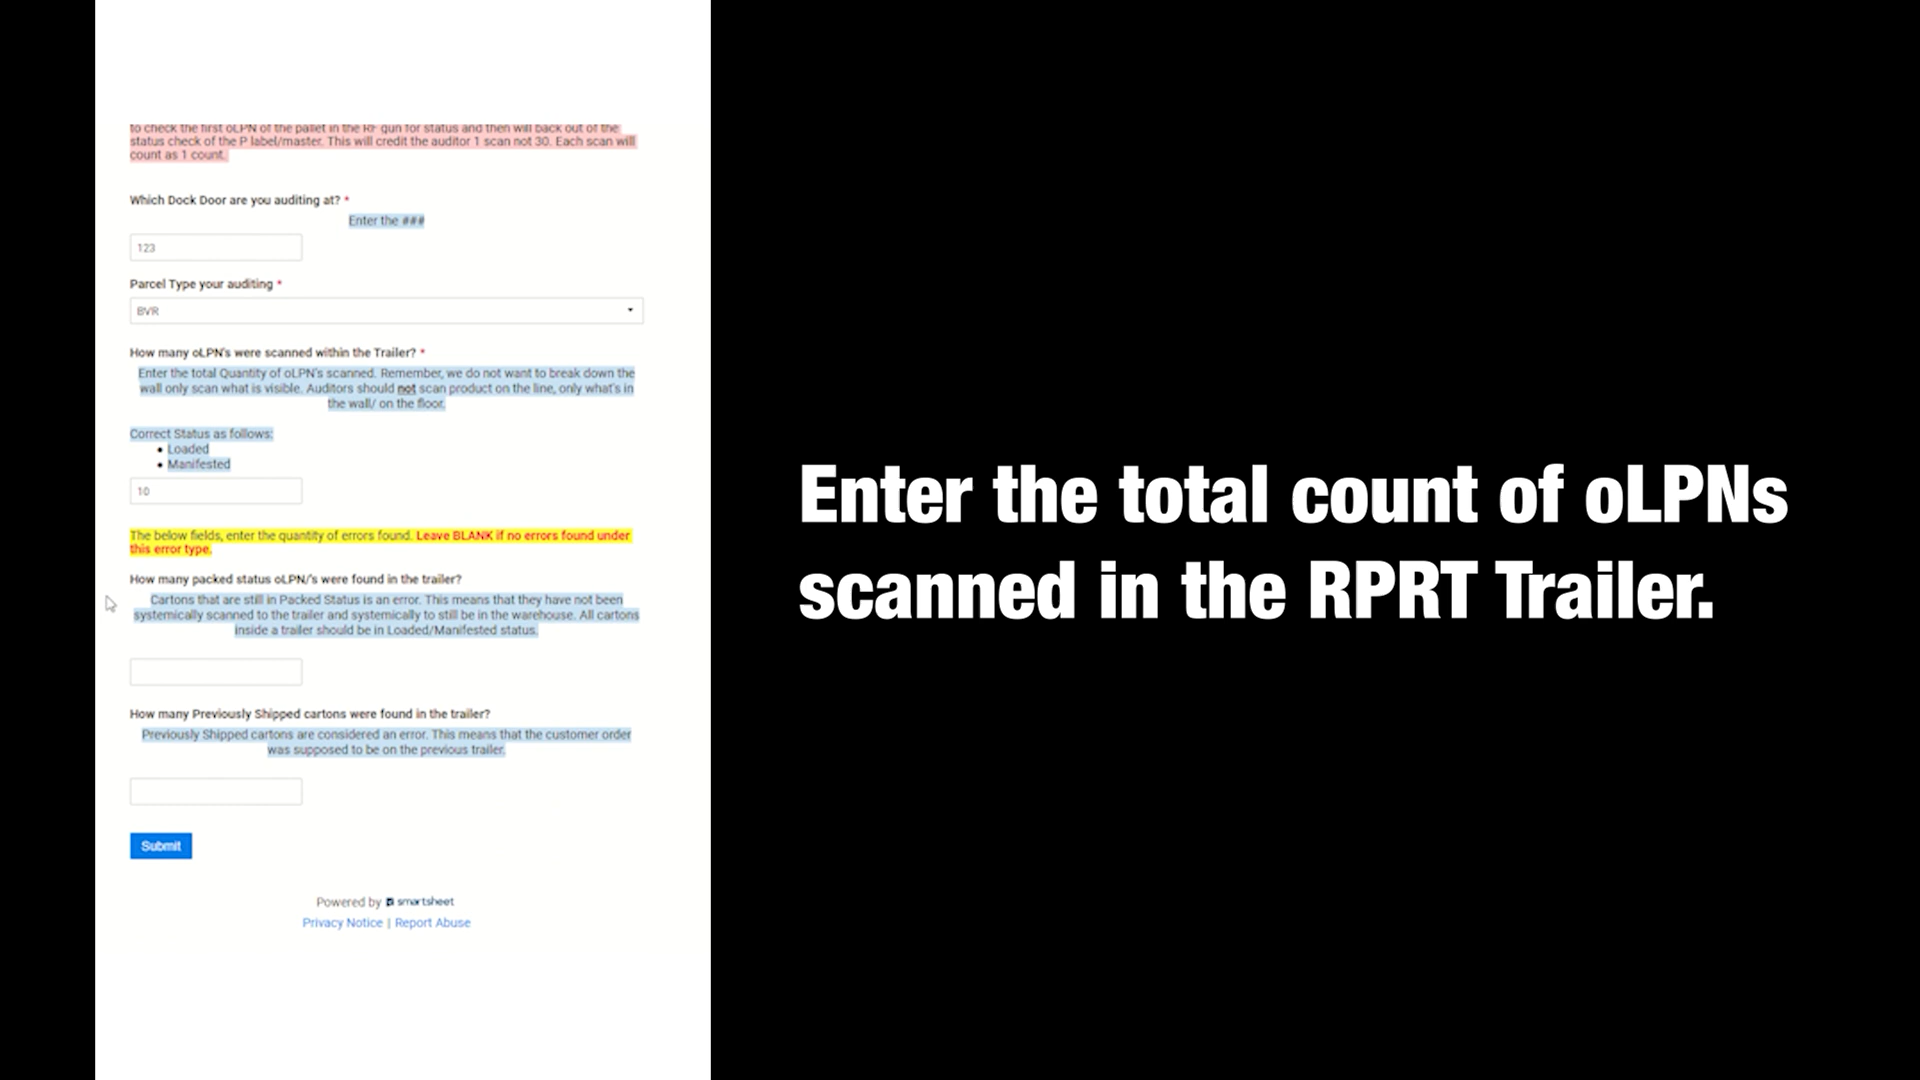 to check the first oLPN of the pallet in the RF gun for status and then will back out of the
status check of the P label/master. This will credit the auditor 1 scan not 30. Each scan will
count as 1 count.
Which Dock Door are you auditing at? *
Enter the ###
123
Parcel Type your auditing *
BVR
How many oLPN's were scanned within the Trailer? *
Enter the total Quantity of oLPN's scanned. Remember, we do not want to break down the
wall only scan what is visible. Auditors should not scan product on the line, only what's in
the wall/ on the floor.
Correct Status as follows:
• Loaded
• Manifested
10
The below fields, enter the quantity of errors found. Leave BLANK if no errors found under
this error type.
How many packed status oLPN/'s were found in the trailer?
Cartons that are still in Packed Status is an error. This means that they have not been
systemically scanned to the trailer and systemically to still be in the warehouse. All cartons
inside a trailer should be in Loaded/Manifested status.
How many Previously Shipped cartons were found in the trailer?
Previously Shipped cartons are considered an error. This means that the customer order
was supposed to be on the previous trailer.
Submit
Powered by smartsheet
Privacy Notice | Report Abuse
Enter the total count of oLPNs
scanned in the RPRT Trailer.